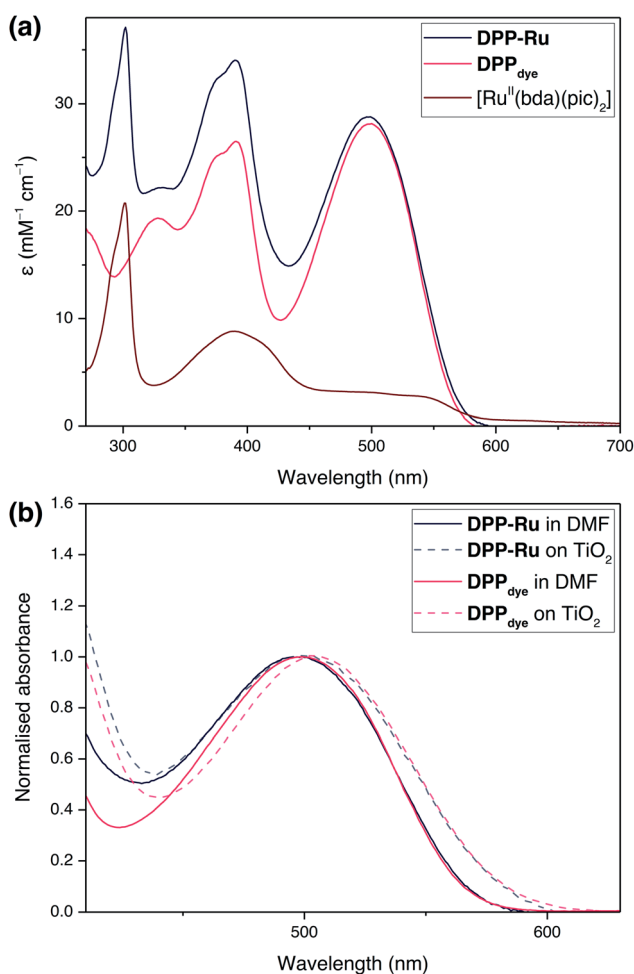 (a)
DPP-Ru
DPPdye
[RuII(bda)(pic)2]
30
20
10
0
ε (mM−1 cm−1)
300 400 500 600 700
Wavelength (nm)
(b)
1.6
1.4
1.2
1.0
0.8
0.6
0.4
0.2
0.0
DPP-Ru in DMF
DPP-Ru on TiO2
DPPdye in DMF
DPPdye on TiO2
Normalised absorbance
500 600
Wavelength (nm)